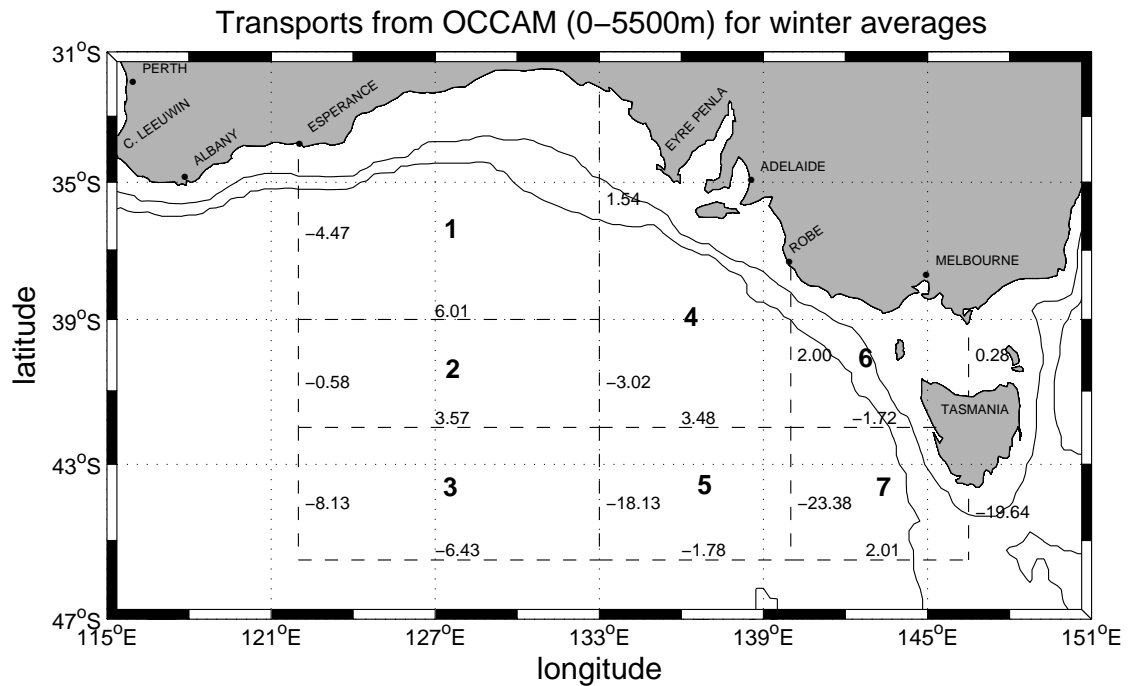 Transports from OCCAM (0−5500m) for winter averages
31°S
PERTH
C. LEEUWIN
ALBANY
ESPERANCE
EYRE PENLA
ADELAIDE
35°S
1.54
−4.47
1
ROBE
MELBOURNE
39°S
6.01
4
2
2.00
6
0.28
−0.58
−3.02
3.57
3.48
−1.72
TASMANIA
43°S
3
5
7
−8.13
−18.13
−23.38
−19.64
−6.43
−1.78
2.01
47°S
115°E
121°E
127°E
133°E
139°E
145°E
151°E
longitude
latitude